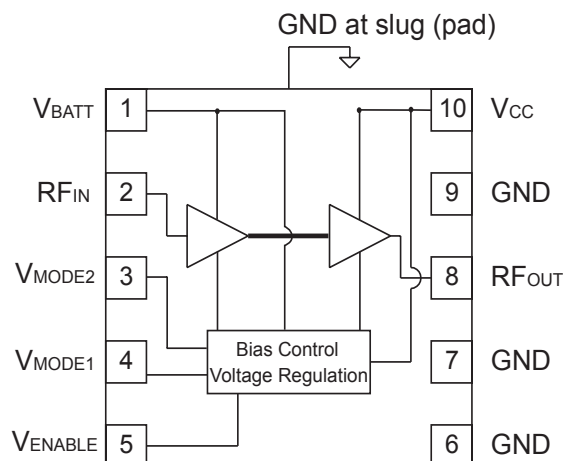 GND at slug (pad)
VBATT 1
10 VCC
RFIN 2
9 GND
VMODE2 3
8 RFOUT
VMODE1 4
Bias Control
Voltage Regulation
7 GND
VENABLE 5
6 GND